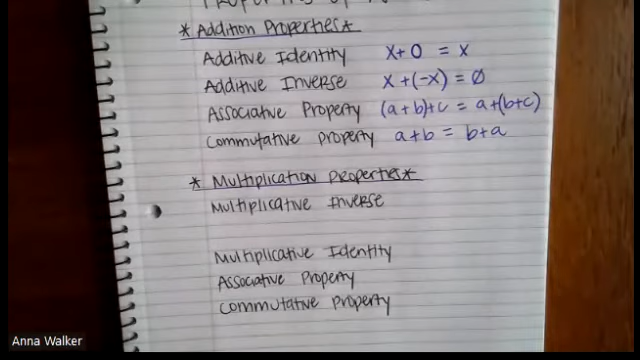 * Addition Properties *
Additive Identity x + 0 = x
Additive Inverse x + (-x) = 0
Associative Property (a + b) + c = a + (b + c)
Commutative property a + b = b + a
* Multiplication Properties *
Multiplicative Inverse
Multiplicative Identity
Associative Property
Commutative Property
Anna Walker